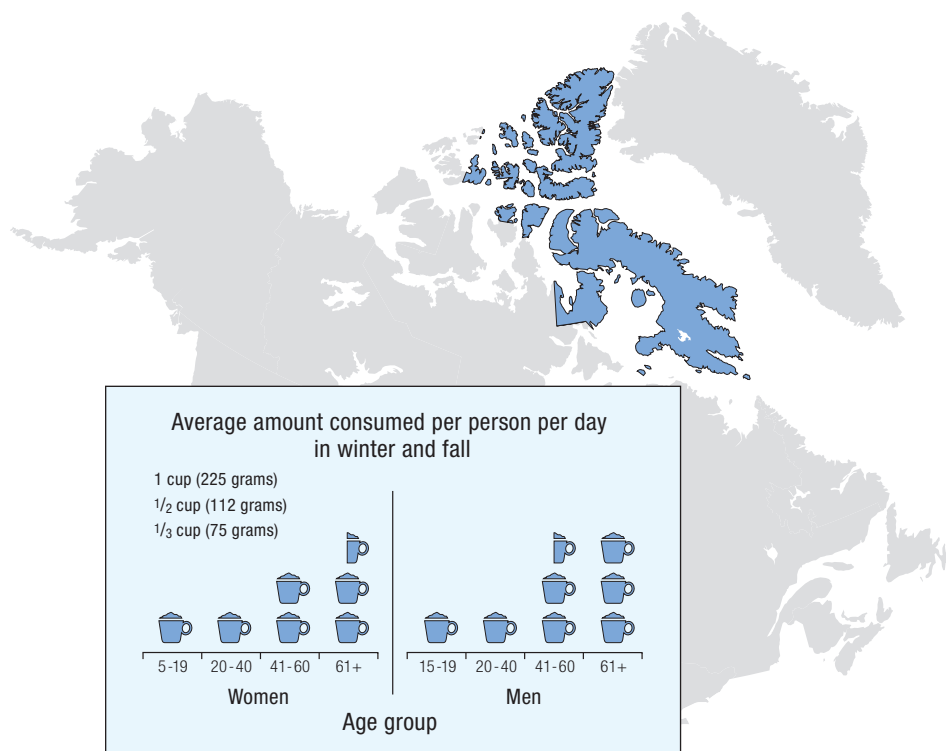 Average amount consumed per person per day
in winter and fall
1 cup (225 grams)
1/2 cup (112 grams)
1/3 cup (75 grams)
5-19 20-40 41-60 61+ 15-19 20-40 41-60 61+
Women Men
Age group